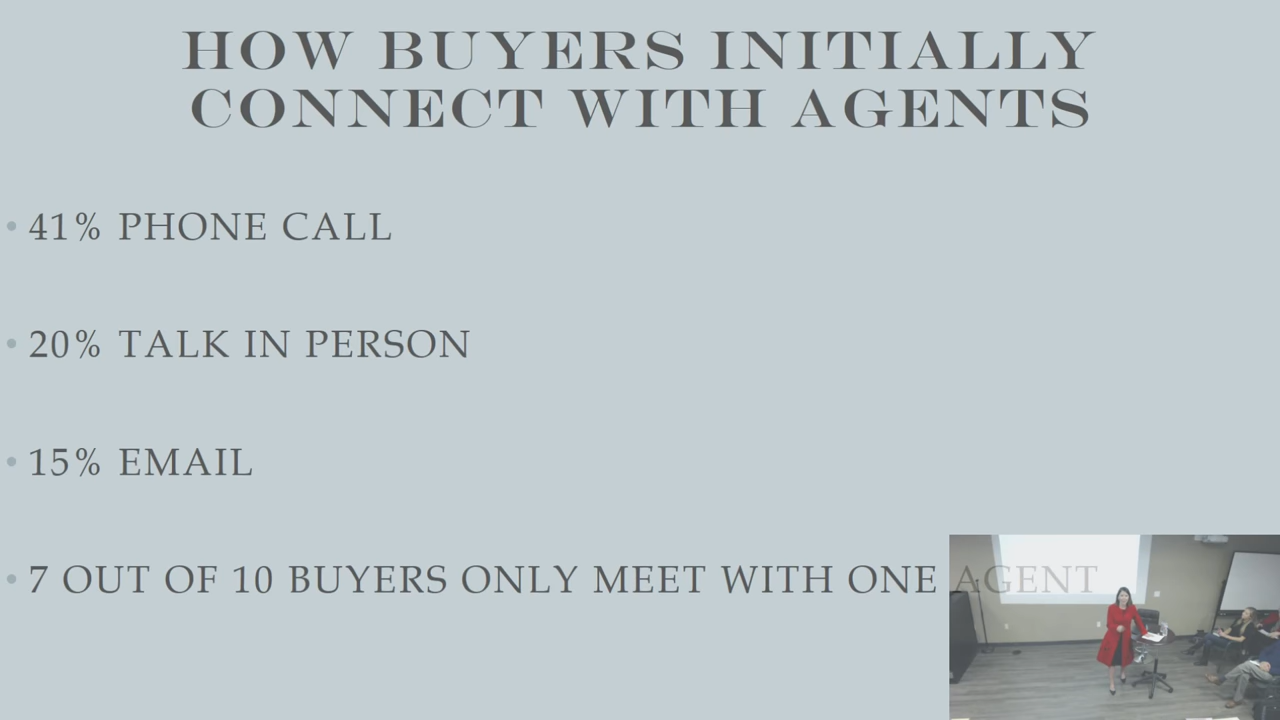 HOW BUYERS INITIALLY
CONNECT WITH AGENTS
• 41% PHONE CALL
• 20% TALK IN PERSON
• 15% EMAIL
• 7 OUT OF 10 BUYERS ONLY MEET WITH ONE AGENT